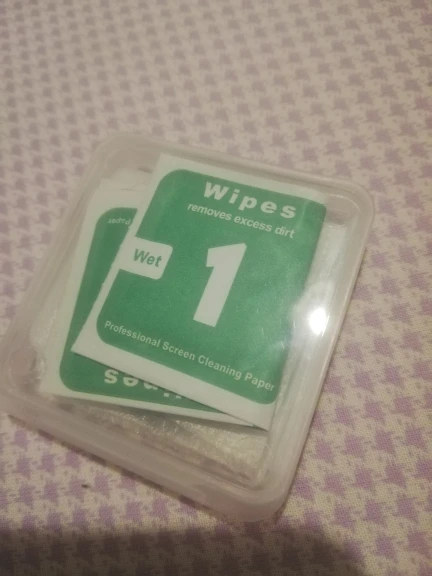 Wipes
removes excess dirt
Wet
1
Professional Screen Cleaning Paper